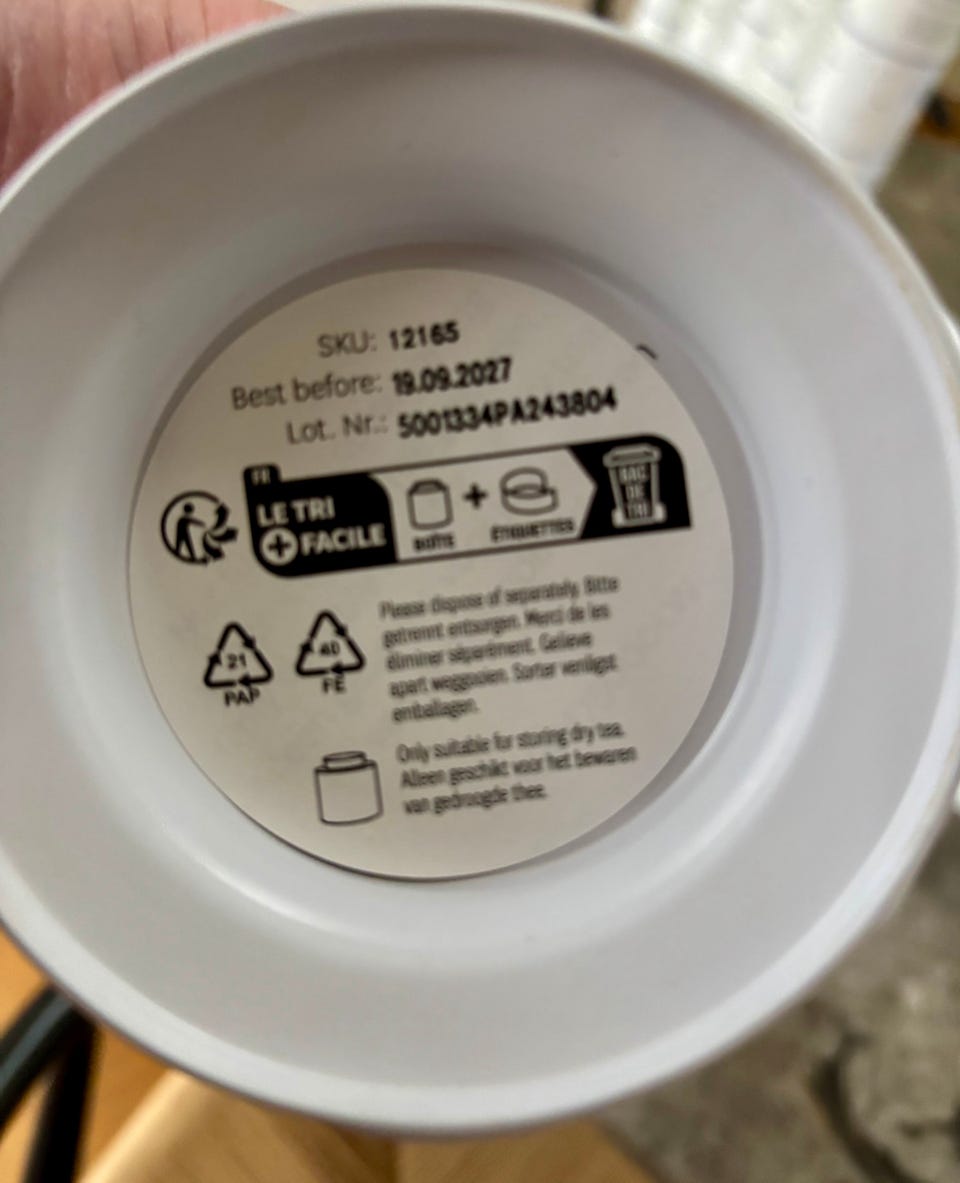 SKU: 12165
Best before: 19.09.2027
Lot. Nr.: 5001334PA243804
FR
LE TRI
+ FACILE
BOÎTE
+
ÉTIQUETTES
BAC
DE
TRI
21
PAP
40
FE
Please dispose of separately. Bitte
getrennt entsorgen. Merci de les
éliminer séparément. Gelieve
apart weggooien. Sorter venligst
emballagen.
Only suitable for storing dry tea.
Alleen geschikt voor het bewaren
van gedroogde thee.